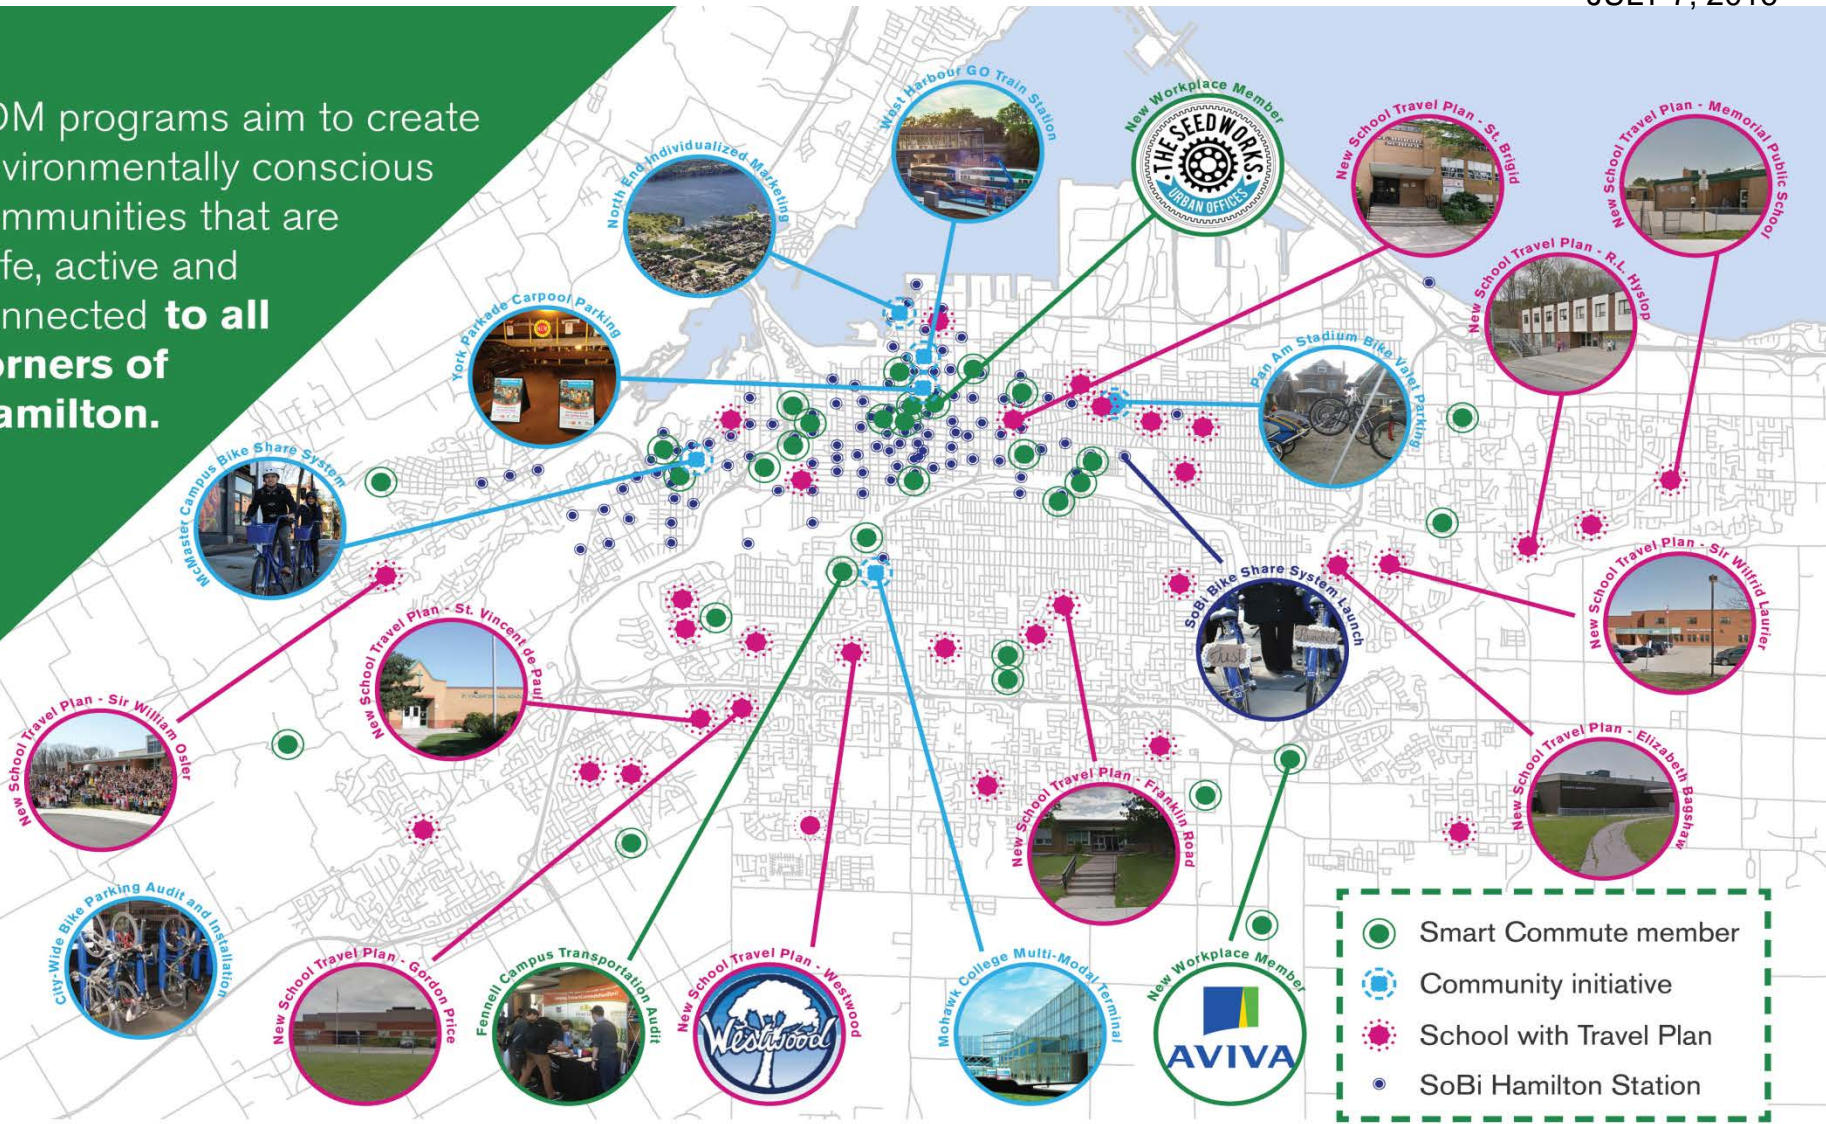 JULY 7, 2016
DM programs aim to create
vironmentally conscious
mmunities that are
fe, active and
nnected to all
orners of
amilton.
West Harbour GO Train Station
New Workplace Member
THE SEEDWORKS
URBAN OFFICES
New School Travel Plan - St. Brigid
New School Travel Plan - Memorial Public School
North End Individualized Marketing
New School Travel Plan - R.L. Hyslop
York Parkade Carpool Parking
Pan Am Stadium Bike Valet Parking
McMaster Campus Bike Share System
New School Travel Plan - Sir Wilfrid Laurier
SoBi Bike Share System Launch
Just
New School Travel Plan - St. Vincent de Paul
New School Travel Plan - Sir William Osler
New School Travel Plan - Elizabeth Bagshaw
New School Travel Plan - Franklin Road
City-Wide Bike Parking Audit and Installation
New School Travel Plan - Gordon Price
Fennell Campus Transportation Audit
New School Travel Plan - Westwood
Westwood
Mohawk College Multi-Modal Terminal
New Workplace Member
AVIVA
Smart Commute member
Community initiative
School with Travel Plan
SoBi Hamilton Station